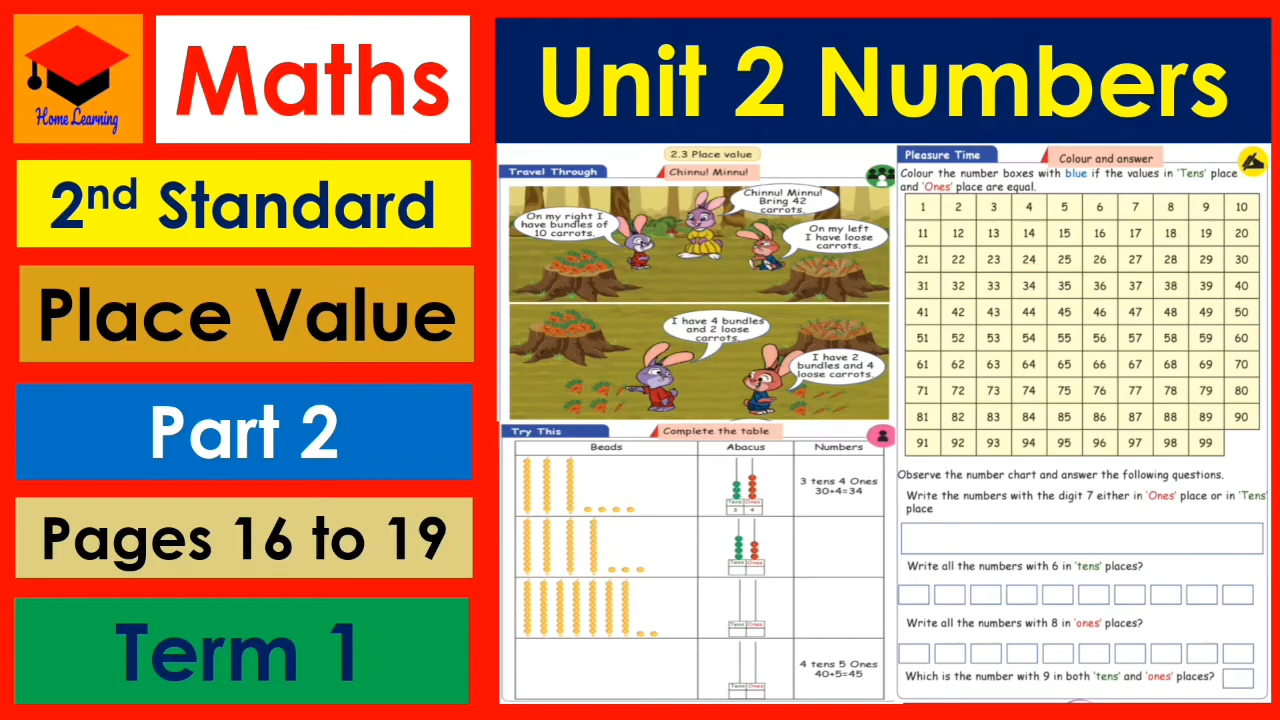 Home Learning
Maths
Unit 2 Numbers
2nd Standard
Place Value
Part 2
Pages 16 to 19
Term 1
2.3 Place value
Travel Through
Chinnu! Minnu!
On my right I
have bundles of
10 carrots.
Chinnu! Minnu!
Bring 42
carrots.
On my left
I have loose
carrots.
I have 4 bundles
and 2 loose
carrots.
I have 2
bundles and 4
loose carrots.
Try This
Complete the table
Beads Abacus Numbers
Tens Ones
3 4
3 tens 4 Ones
30+4=34
Tens Ones
Tens Ones
Tens Ones
4 tens 5 Ones
40+5=45
Pleasure Time
Colour and answer
Colour the number boxes with blue if the values in 'Tens' place
and 'Ones' place are equal.
1 2 3 4 5 6 7 8 9 10
11 12 13 14 15 16 17 18 19 20
21 22 23 24 25 26 27 28 29 30
31 32 33 34 35 36 37 38 39 40
41 42 43 44 45 46 47 48 49 50
51 52 53 54 55 56 57 58 59 60
61 62 63 64 65 66 67 68 69 70
71 72 73 74 75 76 77 78 79 80
81 82 83 84 85 86 87 88 89 90
91 92 93 94 95 96 97 98 99
Observe the number chart and answer the following questions.
Write the numbers with the digit 7 either in 'Ones' place or in 'Tens'
place
Write all the numbers with 6 in 'tens' places?
Write all the numbers with 8 in 'ones' places?
Which is the number with 9 in both 'tens' and 'ones' places?